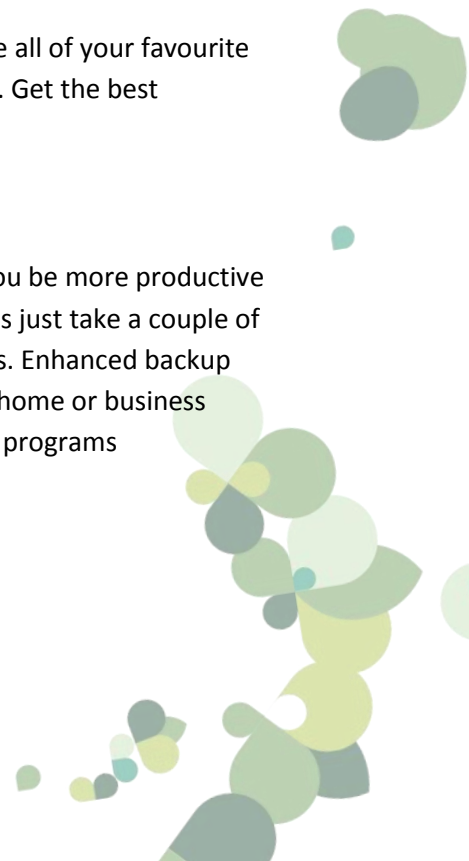 e all of your favourite
. Get the best
ou be more productive
s just take a couple of
s. Enhanced backup
home or business
programs